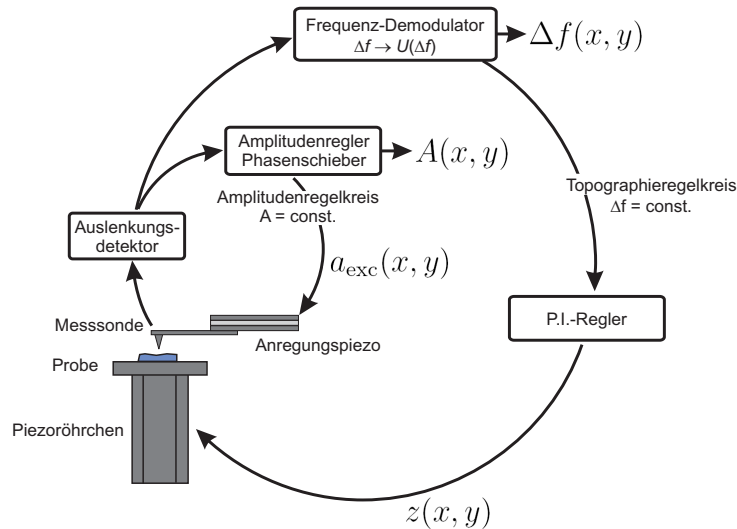 Frequenz-Demodulator
Δf → U(Δf)
Δf(x, y)
Amplitudenregler
Phasenschieber
A(x, y)
Amplitudenregelkreis
A = const.
Topographieregelkreis
Δf = const.
Auslenkungs-
detektor
a_exc(x, y)
Messsonde
Anregungspiezo
P.I.-Regler
Probe
Piezoröhrchen
z(x, y)